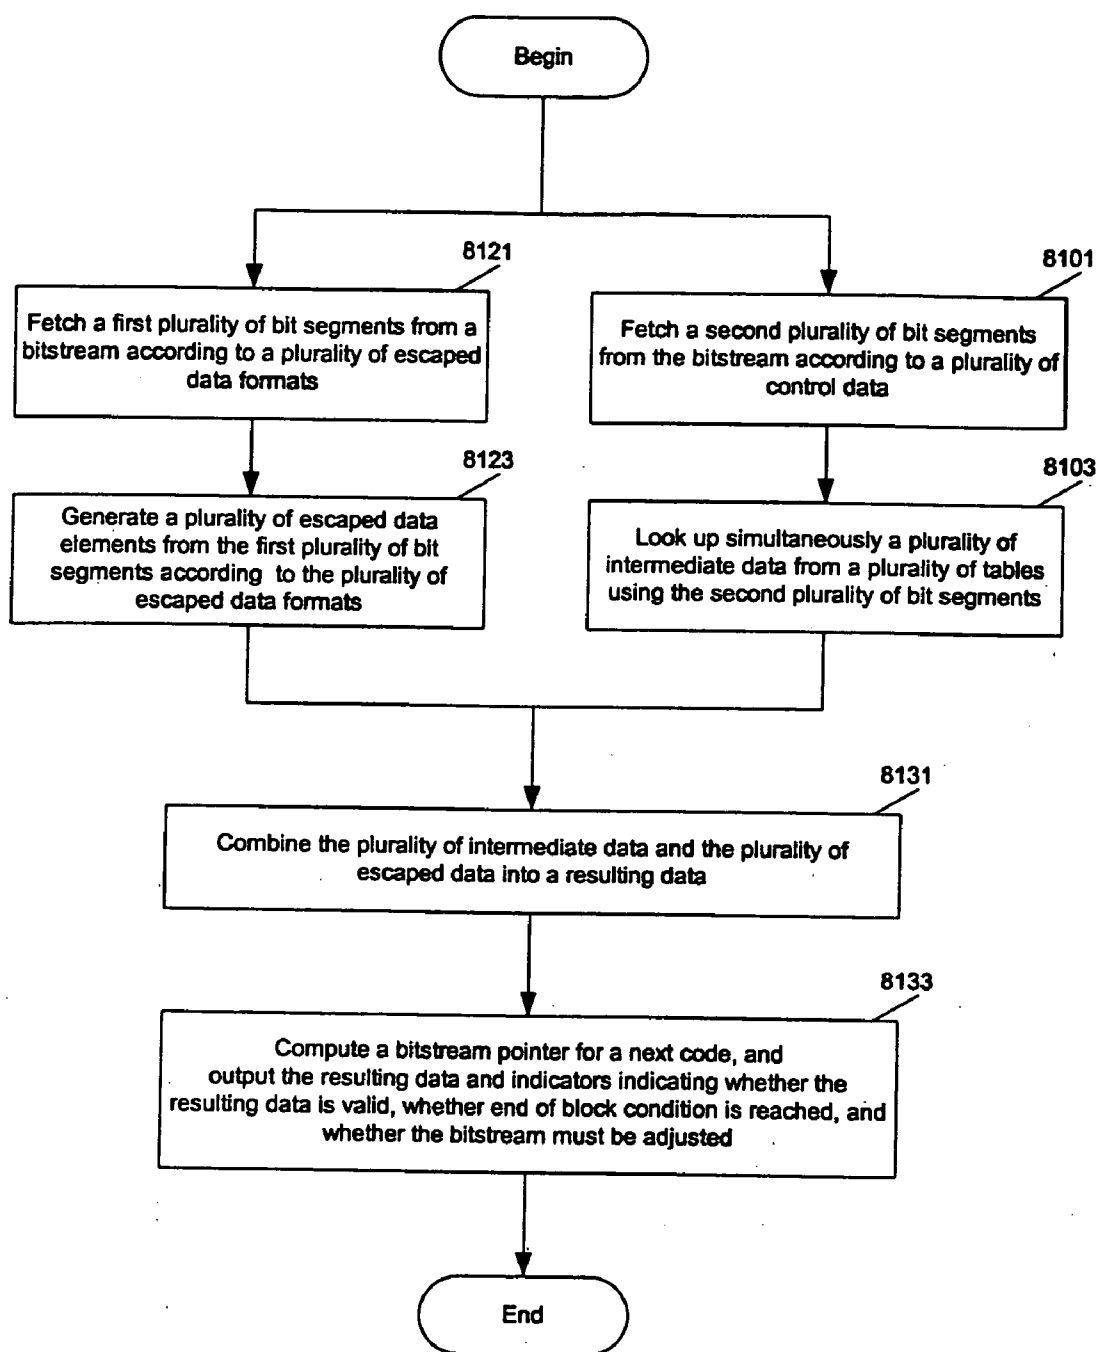 Begin
8121
Fetch a first plurality of bit segments from a
bitstream according to a plurality of escaped
data formats
8101
Fetch a second plurality of bit segments
from the bitstream according to a plurality of
control data
8123
Generate a plurality of escaped data
elements from the first plurality of bit
segments according to the plurality of
escaped data formats
8103
Look up simultaneously a plurality of
intermediate data from a plurality of tables
using the second plurality of bit segments
8131
Combine the plurality of intermediate data and the plurality of
escaped data into a resulting data
8133
Compute a bitstream pointer for a next code, and
output the resulting data and indicators indicating whether the
resulting data is valid, whether end of block condition is reached, and
whether the bitstream must be adjusted
End